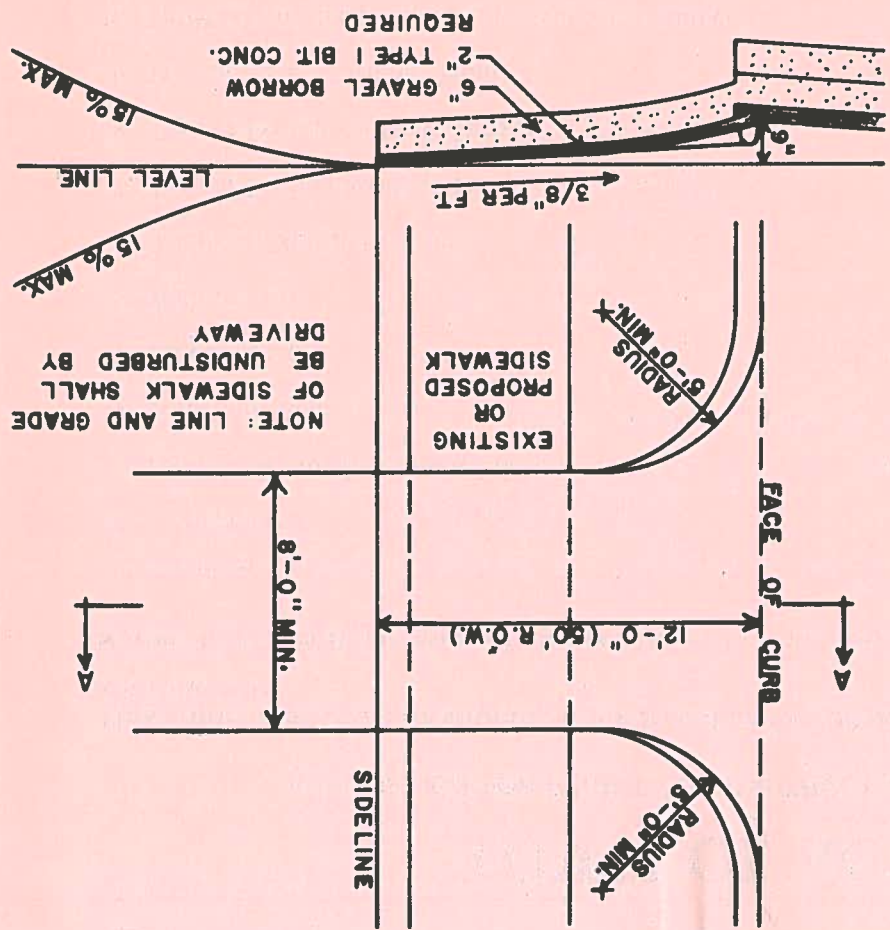 RADIUS
5'-0" MIN.
SIDELINE
FACE OF CURB
12'-0" (50' R.O.W.)
8'-0" MIN.
A
A
RADIUS
5'-0" MIN.
EXISTING
OR
PROPOSED
SIDEWALK
NOTE: LINE AND GRADE
OF SIDEWALK SHALL
BE UNDISTURBED BY
DRIVEWAY
15% MAX.
3/8" PER FT.
LEVEL LINE
6"
15% MAX.
6" GRAVEL BORROW
2" TYPE I BIT. CONC.
REQUIRED